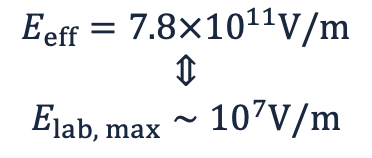 E_eff = 7.8×10¹¹V/m
⇕
E_lab, max ~ 10⁷V/m